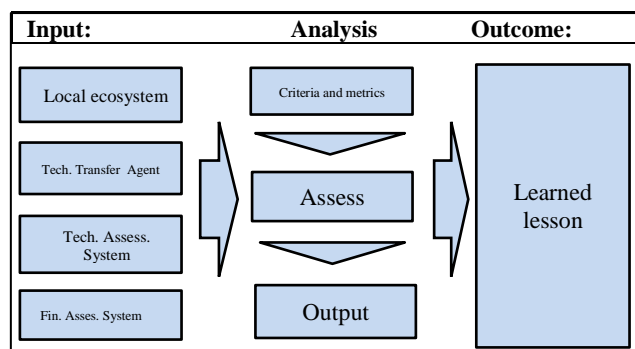 Input: Analysis Outcome:
Local ecosystem
Tech. Transfer Agent
Tech. Assess.
System
Fin. Asses. System
Criteria and metrics
Assess
Output
Learned
lesson